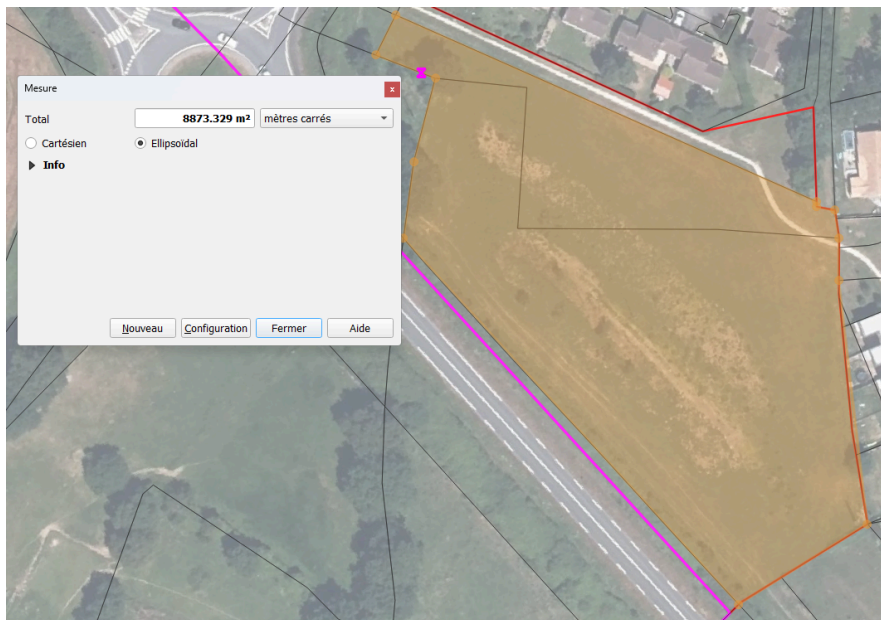 Mesure
x
Total 8873.329 m² mètres carrés
Cartésien Ellipsoïdal
Info
Nouveau Configuration Fermer Aide